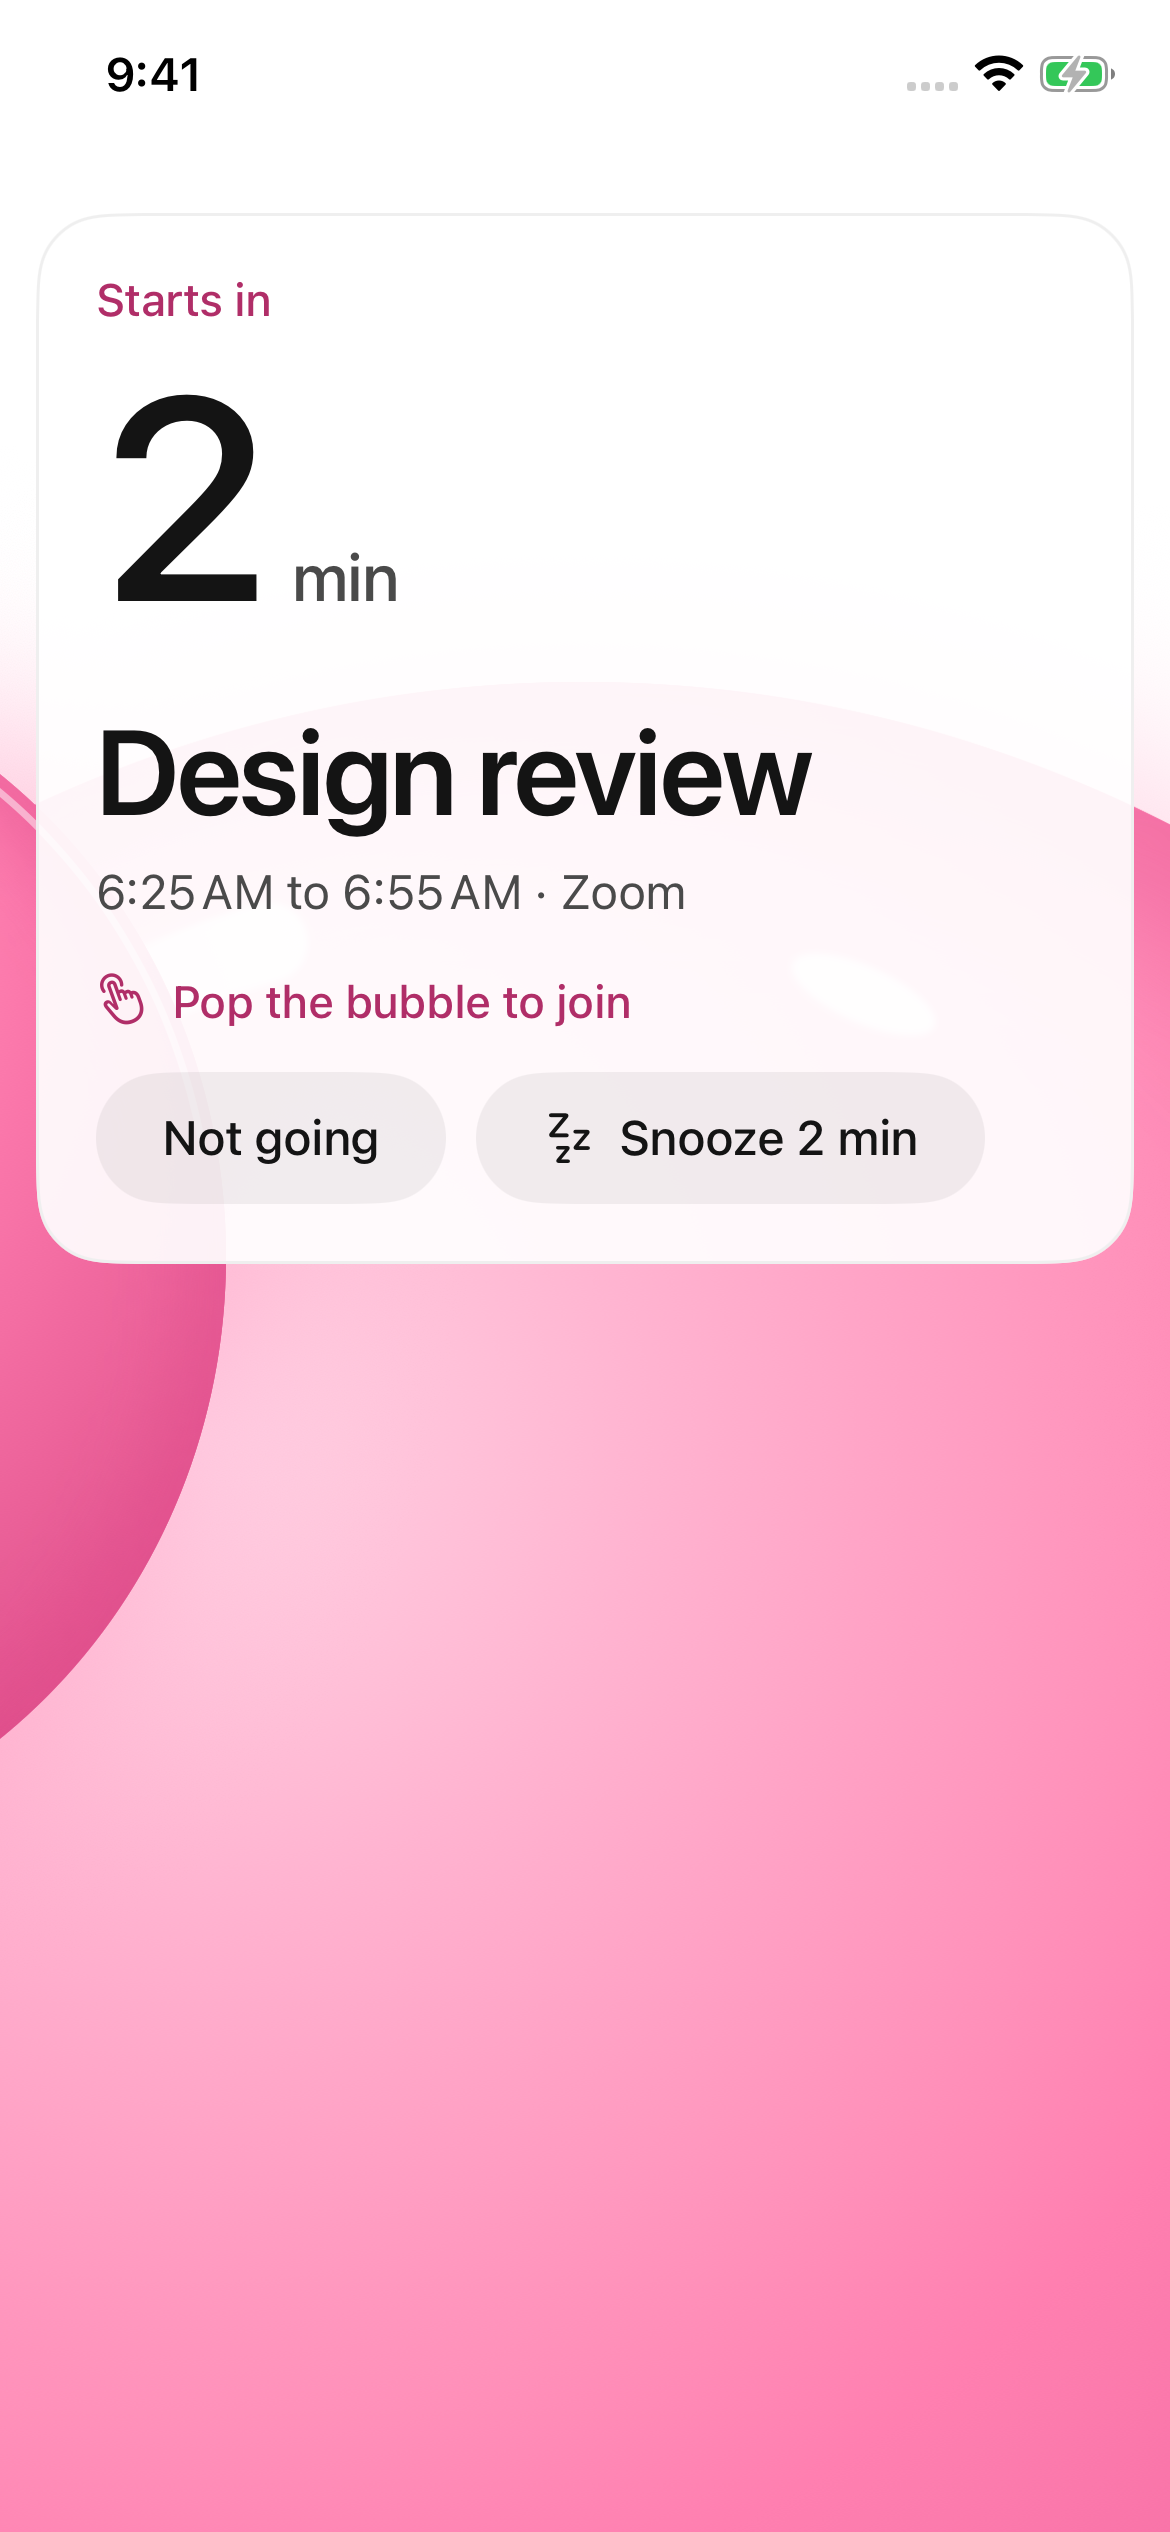 9:41
Starts in
2 min
Design review
6:25 AM to 6:55 AM · Zoom
Pop the bubble to join
Not going
Snooze 2 min